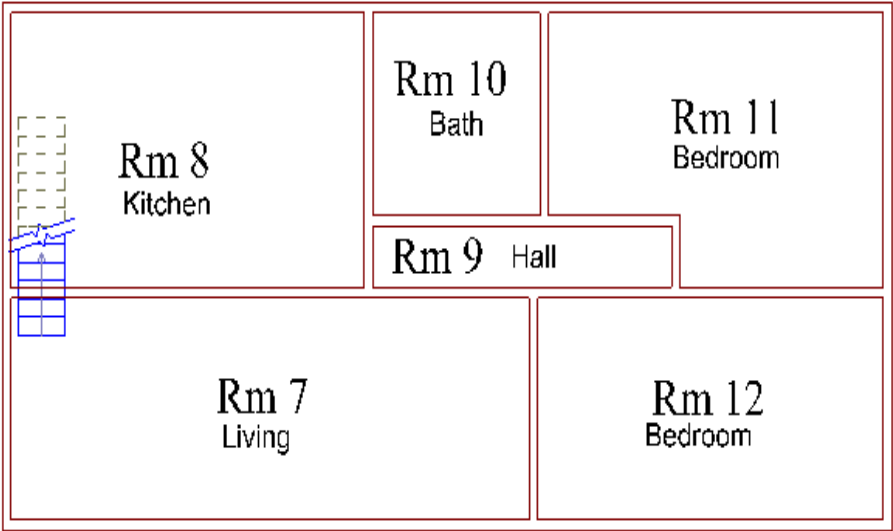 Rm 10
Bath
Rm 11
Bedroom
Rm 8
Kitchen
Rm 9 Hall
Rm 7
Living
Rm 12
Bedroom